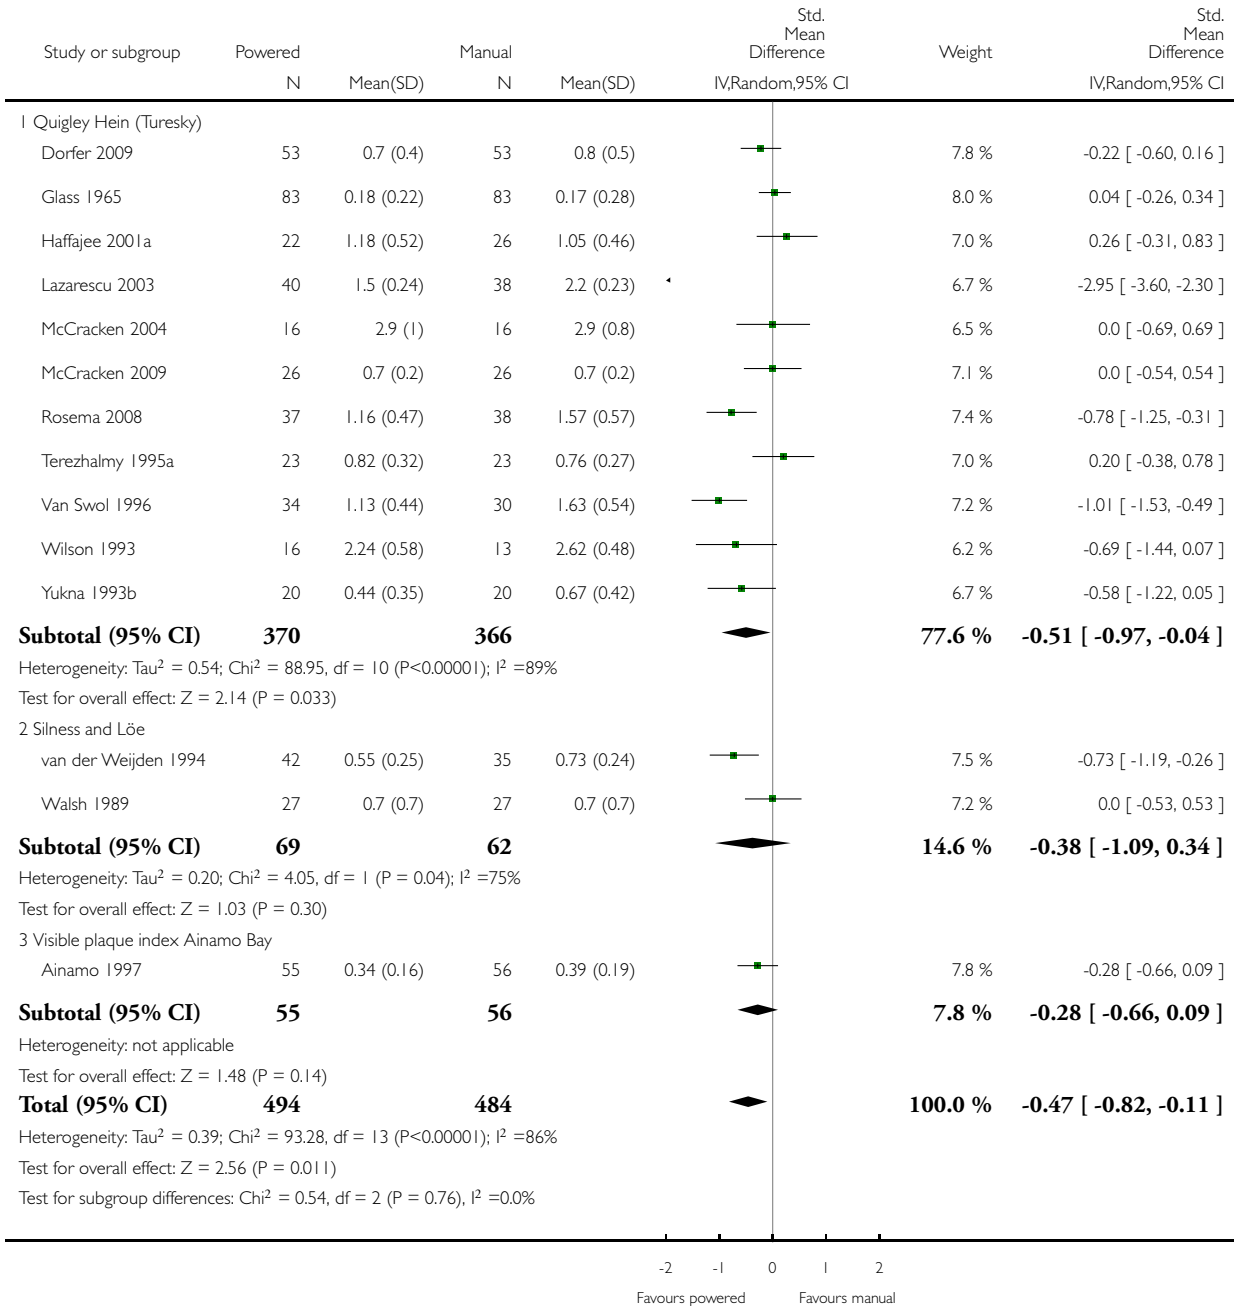 Std.
Mean
Difference
Std.
Mean
Difference
Study or subgroup Powered Manual Weight
N Mean(SD) N Mean(SD) IV,Random,95% CI IV,Random,95% CI
1 Quigley Hein (Turesky)
Dorfer 2009 53 0.7 (0.4) 53 0.8 (0.5) 7.8 % -0.22 [ -0.60, 0.16 ]
Glass 1965 83 0.18 (0.22) 83 0.17 (0.28) 8.0 % 0.04 [ -0.26, 0.34 ]
Haffajee 2001a 22 1.18 (0.52) 26 1.05 (0.46) 7.0 % 0.26 [ -0.31, 0.83 ]
Lazarescu 2003 40 1.5 (0.24) 38 2.2 (0.23) 6.7 % -2.95 [ -3.60, -2.30 ]
McCracken 2004 16 2.9 (1) 16 2.9 (0.8) 6.5 % 0.0 [ -0.69, 0.69 ]
McCracken 2009 26 0.7 (0.2) 26 0.7 (0.2) 7.1 % 0.0 [ -0.54, 0.54 ]
Rosema 2008 37 1.16 (0.47) 38 1.57 (0.57) 7.4 % -0.78 [ -1.25, -0.31 ]
Terezhalmy 1995a 23 0.82 (0.32) 23 0.76 (0.27) 7.0 % 0.20 [ -0.38, 0.78 ]
Van Swol 1996 34 1.13 (0.44) 30 1.63 (0.54) 7.2 % -1.01 [ -1.53, -0.49 ]
Wilson 1993 16 2.24 (0.58) 13 2.62 (0.48) 6.2 % -0.69 [ -1.44, 0.07 ]
Yukna 1993b 20 0.44 (0.35) 20 0.67 (0.42) 6.7 % -0.58 [ -1.22, 0.05 ]
Subtotal (95% CI) 370 366 77.6 % -0.51 [ -0.97, -0.04 ]
Heterogeneity: Tau² = 0.54; Chi² = 88.95, df = 10 (P<0.00001); I² =89%
Test for overall effect: Z = 2.14 (P = 0.033)
2 Silness and Löe
van der Weijden 1994 42 0.55 (0.25) 35 0.73 (0.24) 7.5 % -0.73 [ -1.19, -0.26 ]
Walsh 1989 27 0.7 (0.7) 27 0.7 (0.7) 7.2 % 0.0 [ -0.53, 0.53 ]
Subtotal (95% CI) 69 62 14.6 % -0.38 [ -1.09, 0.34 ]
Heterogeneity: Tau² = 0.20; Chi² = 4.05, df = 1 (P = 0.04); I² =75%
Test for overall effect: Z = 1.03 (P = 0.30)
3 Visible plaque index Ainamo Bay
Ainamo 1997 55 0.34 (0.16) 56 0.39 (0.19) 7.8 % -0.28 [ -0.66, 0.09 ]
Subtotal (95% CI) 55 56 7.8 % -0.28 [ -0.66, 0.09 ]
Heterogeneity: not applicable
Test for overall effect: Z = 1.48 (P = 0.14)
Total (95% CI) 494 484 100.0 % -0.47 [ -0.82, -0.11 ]
Heterogeneity: Tau² = 0.39; Chi² = 93.28, df = 13 (P<0.00001); I² =86%
Test for overall effect: Z = 2.56 (P = 0.011)
Test for subgroup differences: Chi² = 0.54, df = 2 (P = 0.76), I² =0.0%
-2 -1 0 1 2
Favours powered Favours manual